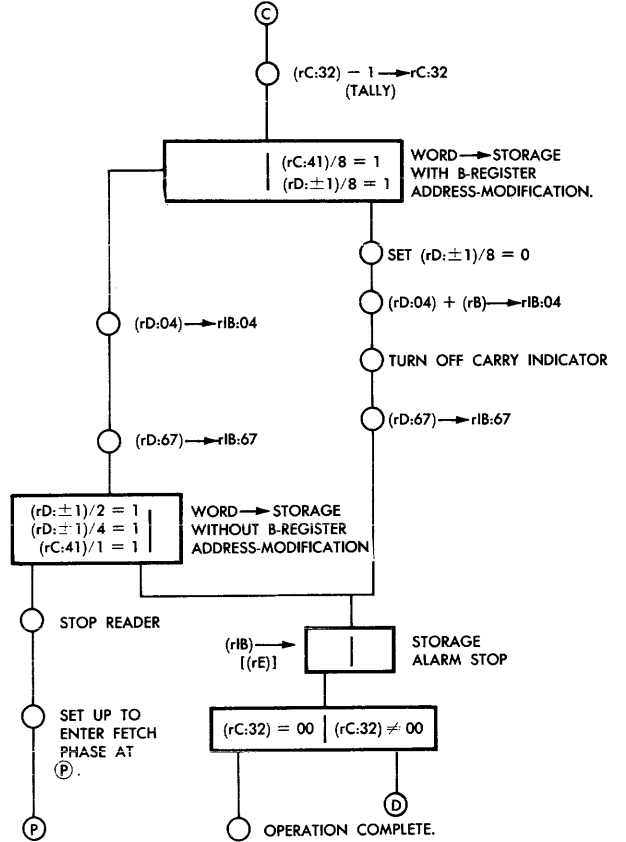 C
(rC:32) − 1 → rC:32
(TALLY)
(rC:41)/8 = 1
(rD:±1)/8 = 1
WORD → STORAGE
WITH B-REGISTER
ADDRESS-MODIFICATION.
SET (rD:±1)/8 = 0
(rD:04) + (rB) → rIB:04
(rD:04) → rIB:04
TURN OFF CARRY INDICATOR
(rD:67) → rIB:67
(rD:67) → rIB:67
(rD:±1)/2 = 1
(rD:±1)/4 = 1
(rC:41)/1 = 1
WORD → STORAGE
WITHOUT B-REGISTER
ADDRESS-MODIFICATION
STOP READER
(rIB) →
[(rE)]
STORAGE
ALARM STOP
SET UP TO
ENTER FETCH
PHASE AT
Ⓟ.
(rC:32) = 00 | (rC:32) ≠ 00
D
P
OPERATION COMPLETE.